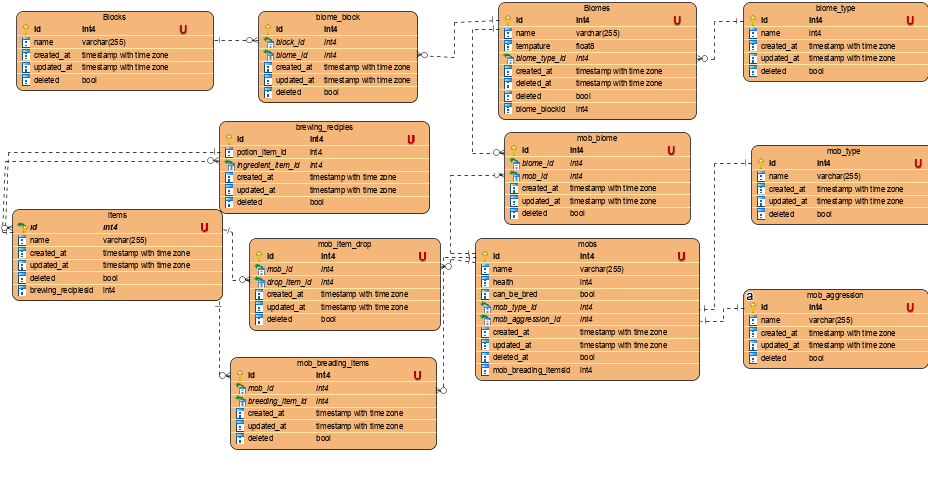 Blocks
id int4 U
name varchar(255)
created_at timestamp with time zone
updated_at timestamp with time zone
deleted bool
biome_block
id int4 U
block_id int4
biome_id int4
created_at timestamp with time zone
updated_at timestamp with time zone
deleted bool
Biomes
id int4 U
name varchar(255)
tempature float8
biome_type_id int4
created_at timestamp with time zone
deleted_at timestamp with time zone
deleted bool
biome_blockid int4
biome_type
id int4 U
name int4
created_at timestamp with time zone
updated_at timestamp with time zone
deleted bool
brewing_recipies
id int4 U
potion_item_id int4
ingredient_item_id int4
created_at timestamp with time zone
updated_at timestamp with time zone
deleted bool
mob_biome
id int4 U
biome_id int4
mob_id int4
created_at timestamp with time zone
updated_at timestamp with time zone
deleted bool
mob_type
id int4 U
name varchar(255)
created_at timestamp with time zone
updated_at timestamp with time zone
deleted bool
items
id int4 U
name varchar(255)
created_at timestamp with time zone
updated_at timestamp with time zone
deleted bool
brewing_recipiesid int4
mob_item_drop
id int4 U
mob_id int4
drop_item_id int4
created_at timestamp with time zone
updated_at timestamp with time zone
deleted bool
mobs
id int4 U
name varchar(255)
health int4
can_be_bred bool
mob_type_id int4
mob_aggression_id int4
created_at timestamp with time zone
updated_at timestamp with time zone
deleted_at bool
mob_breading_itemsid int4
a
mob_aggression
id int4 U
name varchar(255)
created_at timestamp with time zone
updated_at timestamp with time zone
deleted bool
mob_breading_items
id int4 U
mob_id int4
breeding_item_id int4
created_at timestamp with time zone
updated_at timestamp with time zone
deleted bool